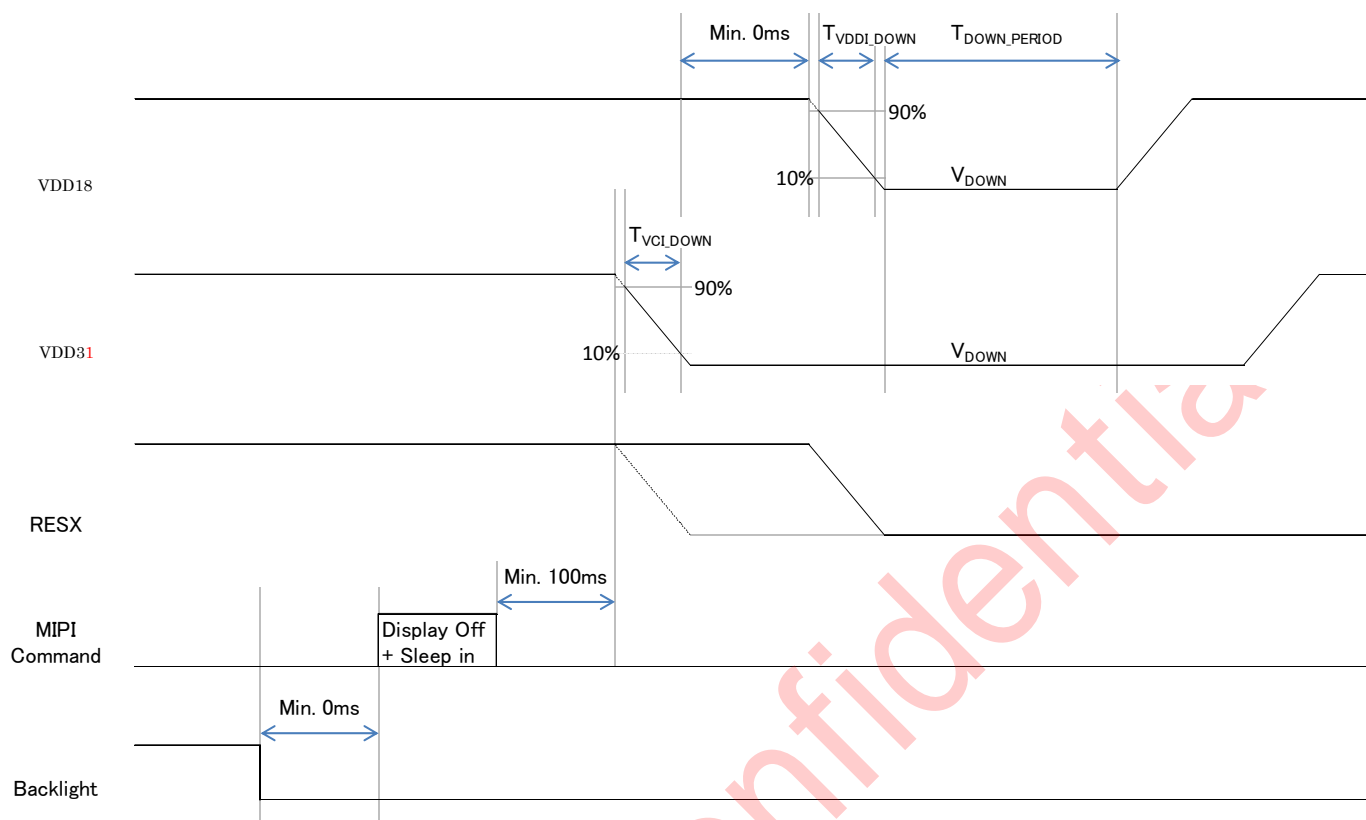 Min. 0ms
TVDDI_DOWN
TDOWN_PERIOD
90%
VDD18
10%
VDOWN
TVCI_DOWN
90%
VDD31
10%
VDOWN
RESX
Min. 100ms
MIPI
Command
Display Off
+ Sleep in
Min. 0ms
Backlight